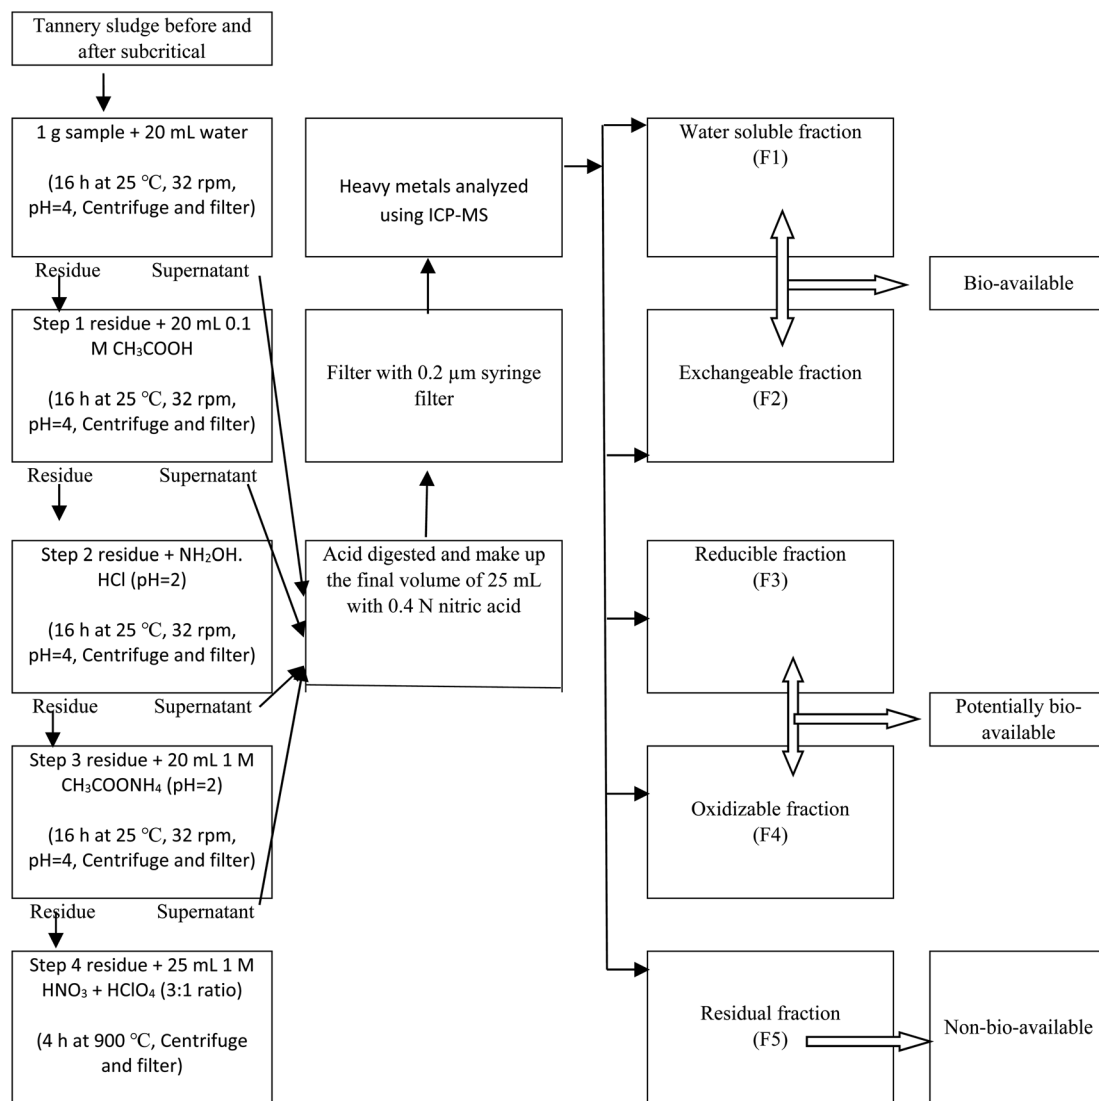 Tannery sludge before and
after subcritical
1 g sample + 20 mL water
(16 h at 25 ℃, 32 rpm,
pH=4, Centrifuge and filter)
Residue
Supernatant
Step 1 residue + 20 mL 0.1
M CH₃COOH
(16 h at 25 ℃, 32 rpm,
pH=4, Centrifuge and filter)
Residue
Supernatant
Step 2 residue + NH₂OH.
HCl (pH=2)
(16 h at 25 ℃, 32 rpm,
pH=4, Centrifuge and filter)
Residue
Supernatant
Step 3 residue + 20 mL 1 M
CH₃COONH₄ (pH=2)
(16 h at 25 ℃, 32 rpm,
pH=4, Centrifuge and filter)
Residue
Supernatant
Step 4 residue + 25 mL 1 M
HNO₃ + HClO₄ (3:1 ratio)
(4 h at 900 ℃, Centrifuge
and filter)
Heavy metals analyzed
using ICP-MS
Filter with 0.2 µm syringe
filter
Acid digested and make up
the final volume of 25 mL
with 0.4 N nitric acid
Water soluble fraction
(F1)
Exchangeable fraction
(F2)
Reducible fraction
(F3)
Oxidizable fraction
(F4)
Residual fraction
(F5)
Bio-available
Potentially bio-
available
Non-bio-available